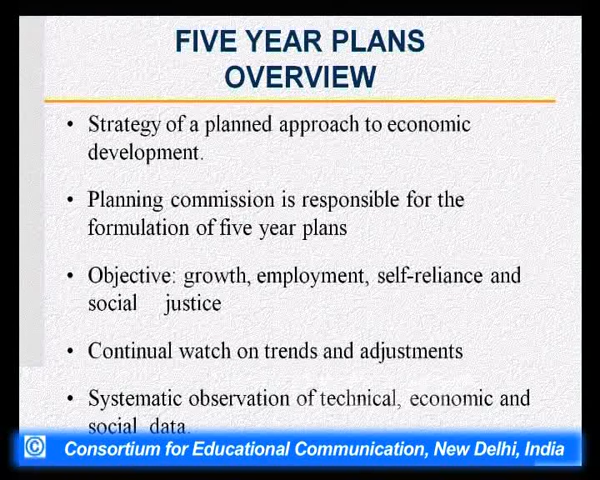 FIVE YEAR PLANS
OVERVIEW
• Strategy of a planned approach to economic
development.
• Planning commission is responsible for the
formulation of five year plans
• Objective: growth, employment, self-reliance and
social justice
• Continual watch on trends and adjustments
• Systematic observation of technical, economic and
social data.
© Consortium for Educational Communication, New Delhi, India